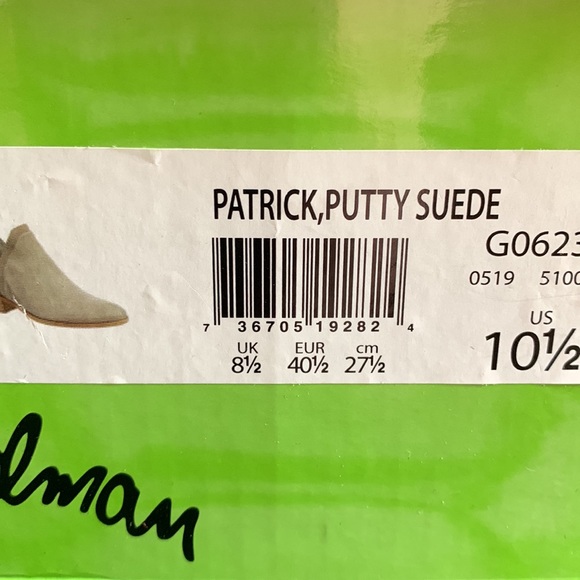 PATRICK,PUTTY SUEDE
G0623
0519 5100
7 36705 19282 4
UK EUR cm US
8½ 40½ 27½ 10½
lman